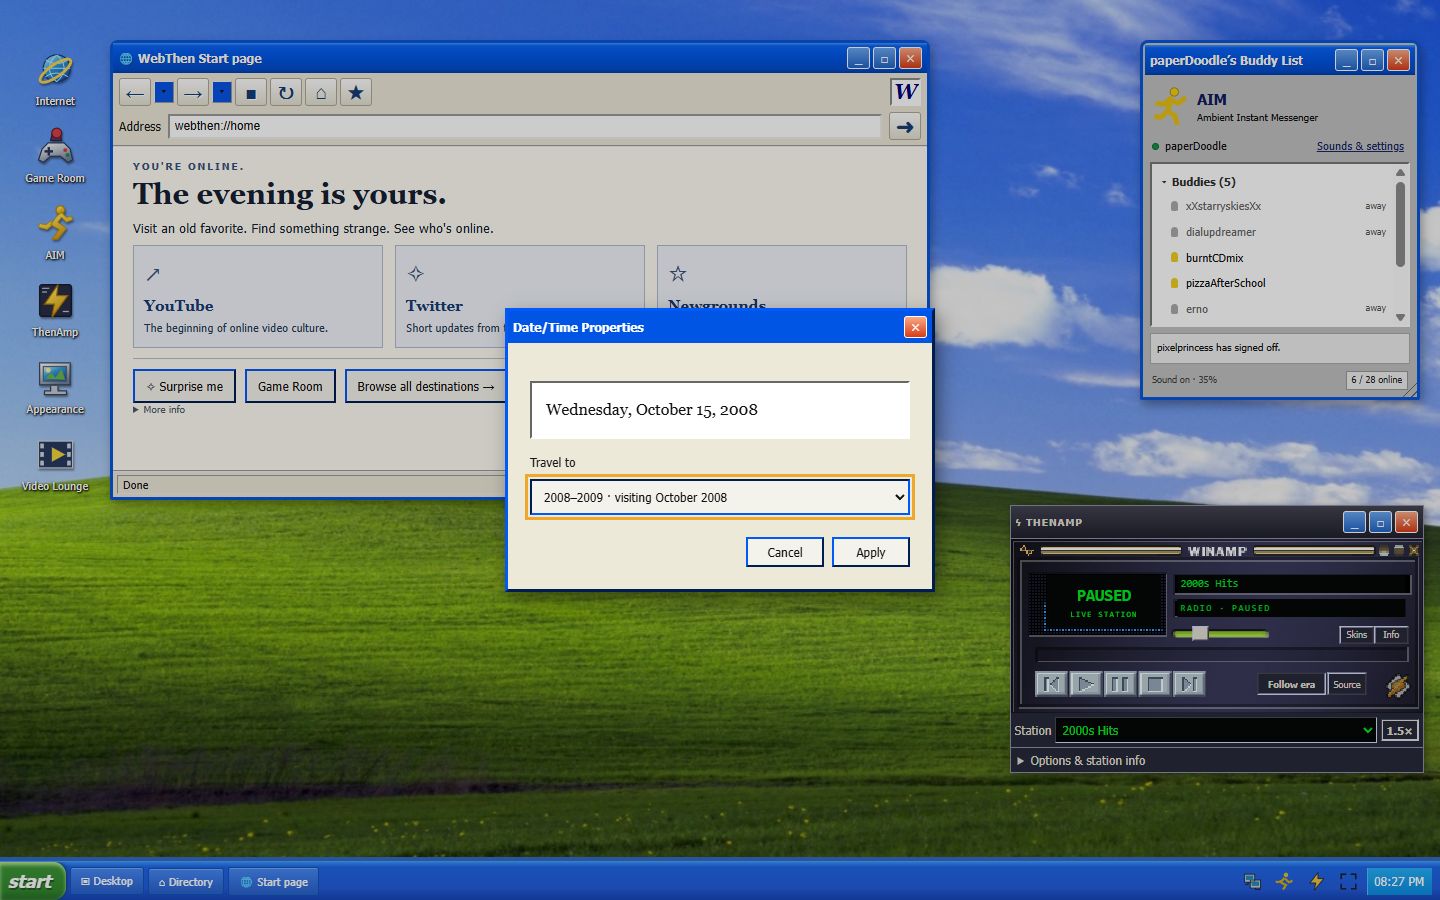 Internet
Game Room
AIM
ThenAmp
Appearance
Video Lounge
WebThen Start page
Address
webthen://home
W
YOU'RE ONLINE.
The evening is yours.
Visit an old favorite. Find something strange. See who's online.
YouTube
The beginning of online video culture.
Twitter
Short updates from
Newgrounds
Surprise me
Game Room
Browse all destinations →
More info
Done
Date/Time Properties
Wednesday, October 15, 2008
Travel to
2008–2009 · visiting October 2008
Cancel
Apply
paperDoodle's Buddy List
AIM
Ambient Instant Messenger
paperDoodle
Sounds & settings
Buddies (5)
xXstarryskiesXx away
dialupdreamer away
burntCDmix
pizzaAfterSchool
erno away
pixelprincess has signed off.
Sound on · 35%
6 / 28 online
THENAMP
WINAMP
PAUSED
LIVE STATION
2000s Hits
RADIO - PAUSED
Skins
Info
Follow era
Source
Station
2000s Hits
1.5×
Options & station info
start
Desktop
Directory
Start page
08:27 PM